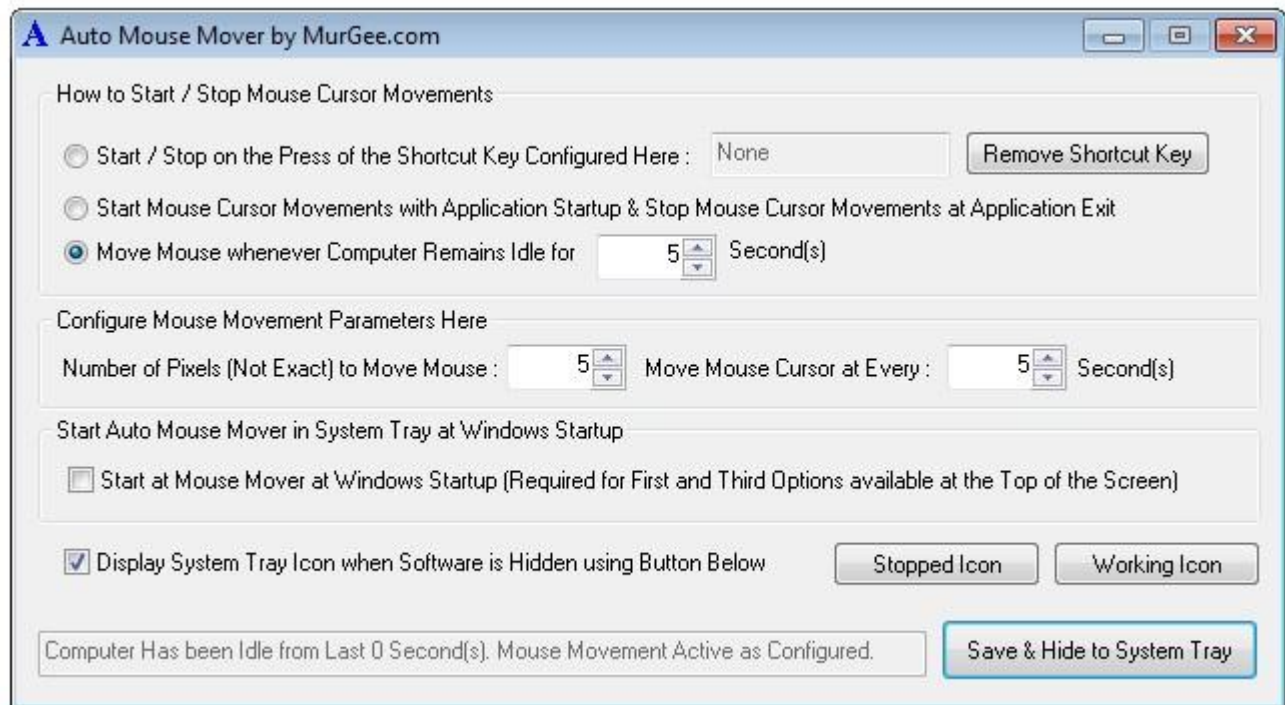 A Auto Mouse Mover by MurGee.com
How to Start / Stop Mouse Cursor Movements
Start / Stop on the Press of the Shortcut Key Configured Here : None Remove Shortcut Key
Start Mouse Cursor Movements with Application Startup & Stop Mouse Cursor Movements at Application Exit
Move Mouse whenever Computer Remains Idle for 5 Second(s)
Configure Mouse Movement Parameters Here
Number of Pixels (Not Exact) to Move Mouse : 5 Move Mouse Cursor at Every : 5 Second(s)
Start Auto Mouse Mover in System Tray at Windows Startup
Start at Mouse Mover at Windows Startup (Required for First and Third Options available at the Top of the Screen)
Display System Tray Icon when Software is Hidden using Button Below Stopped Icon Working Icon
Computer Has been Idle from Last 0 Second(s). Mouse Movement Active as Configured. Save & Hide to System Tray